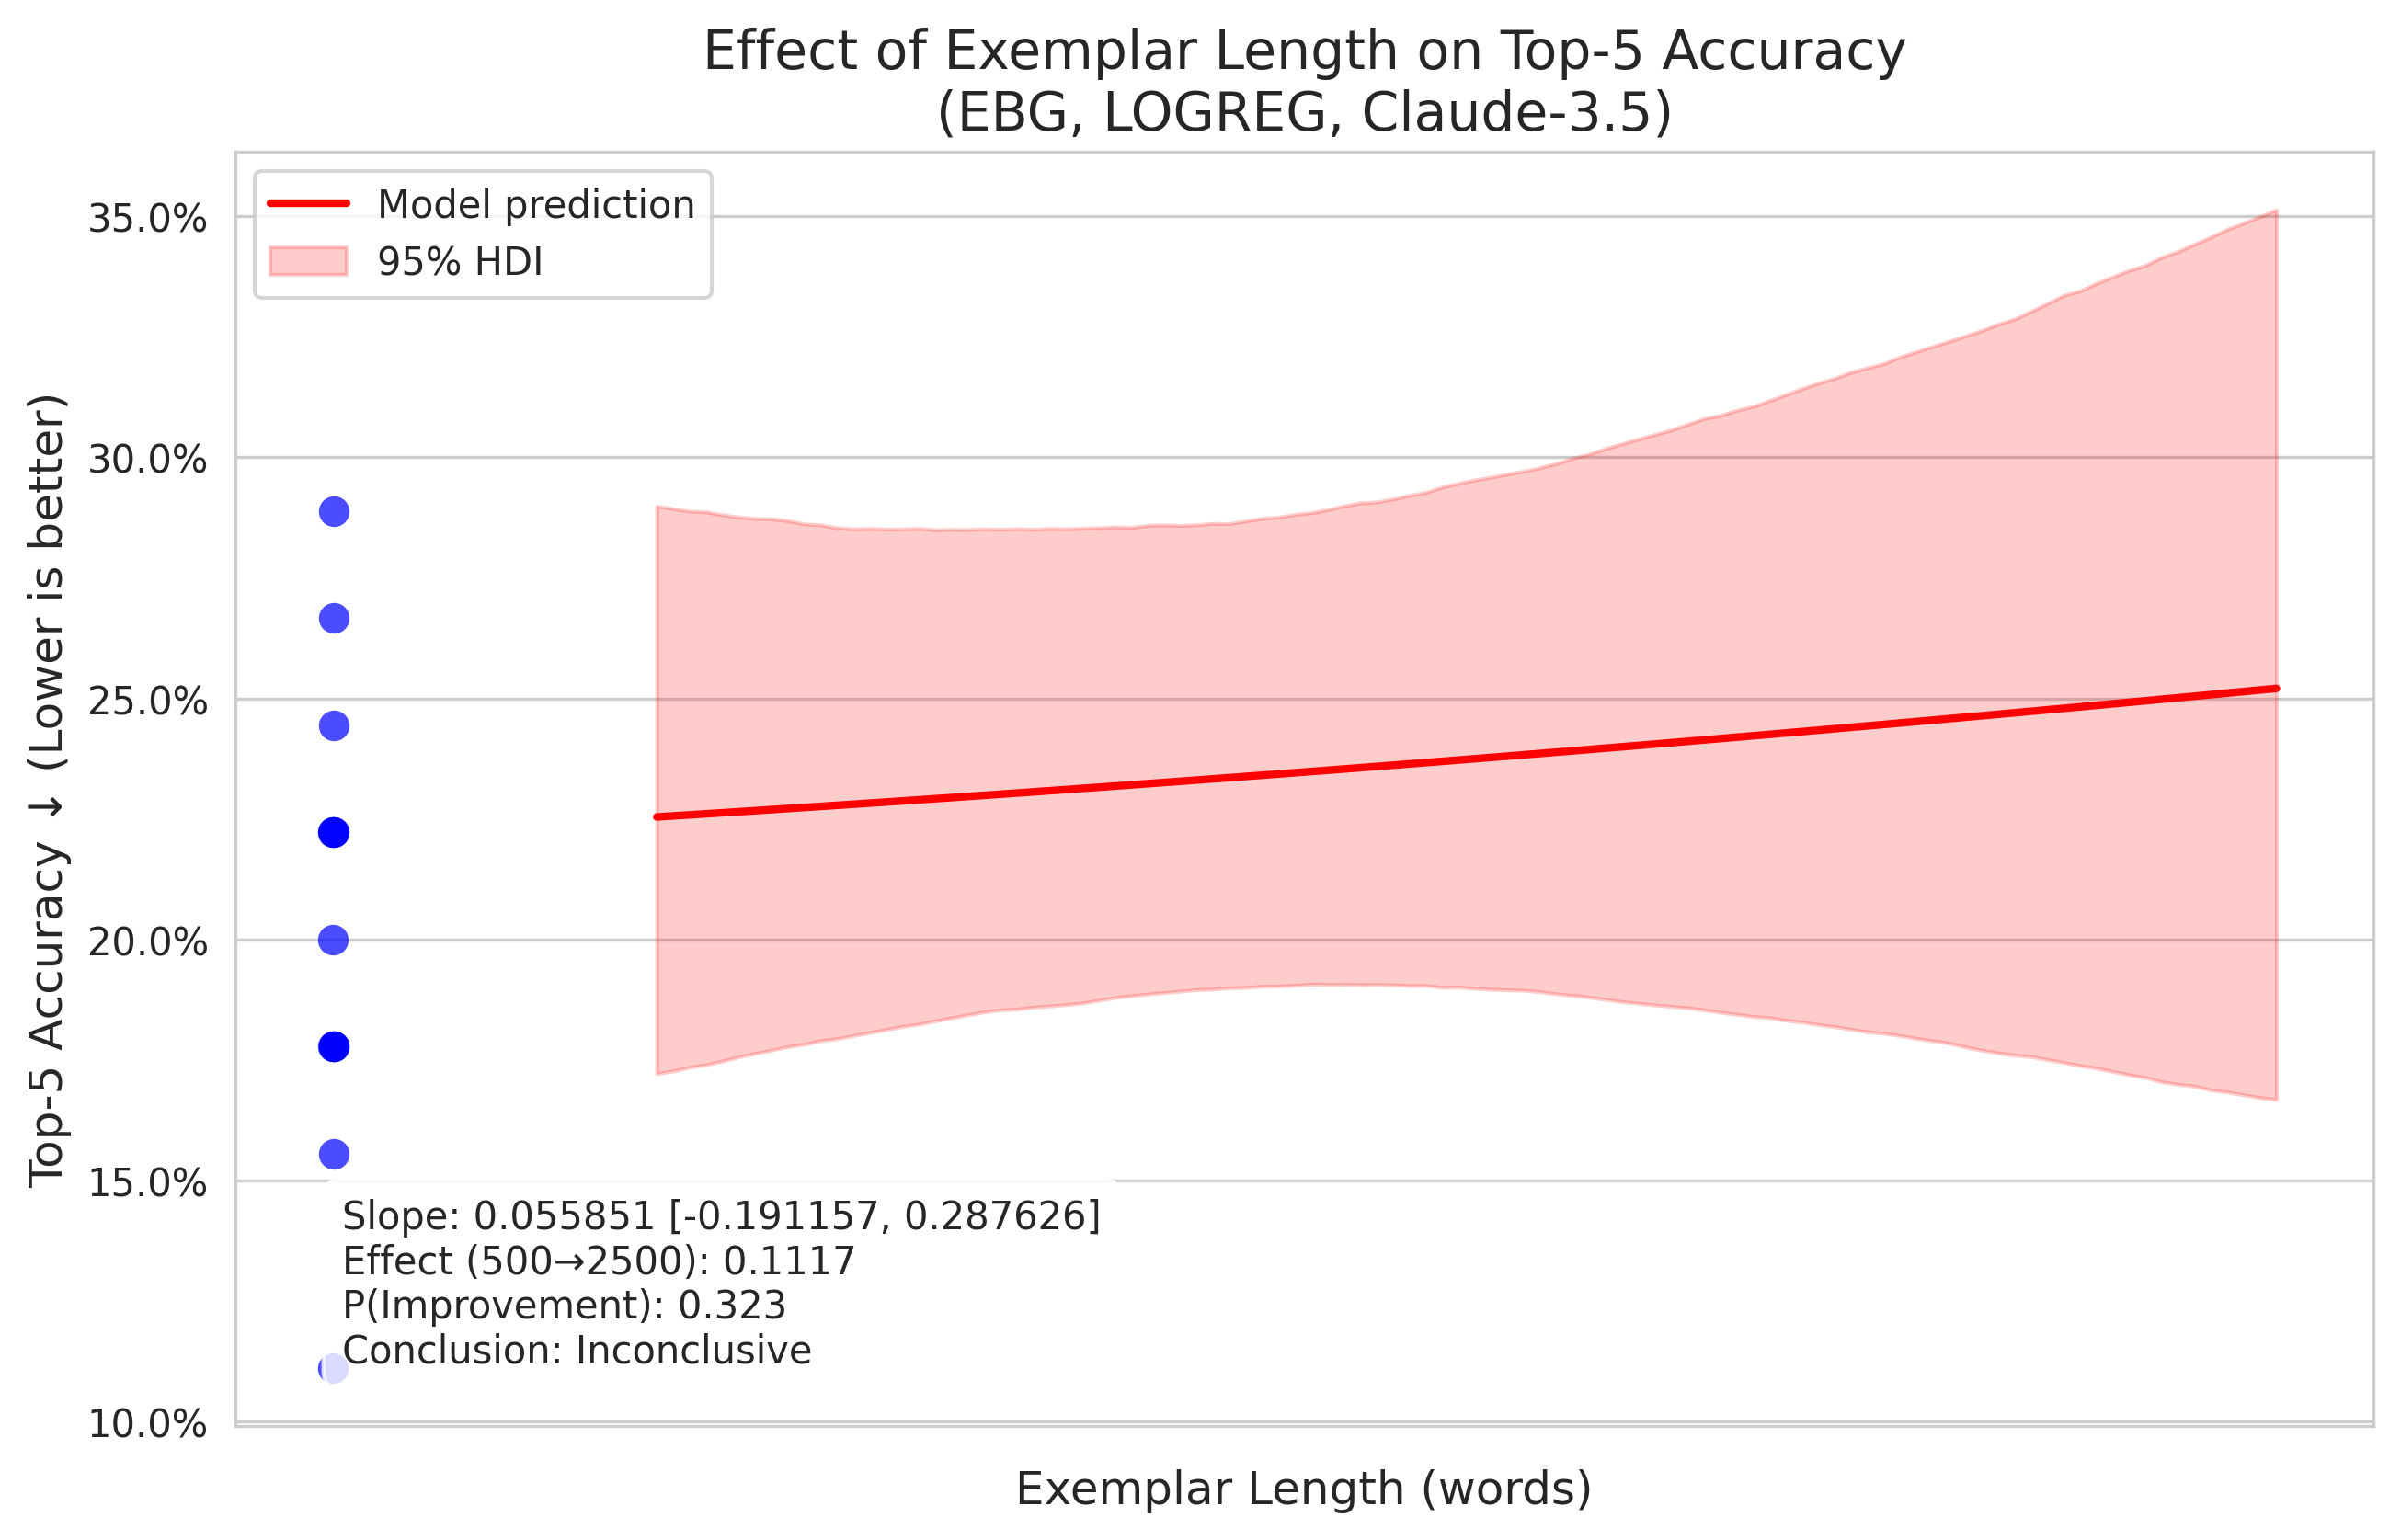 Effect of Exemplar Length on Top-5 Accuracy
(EBG, LOGREG, Claude-3.5)
Model prediction
95% HDI
Top-5 Accuracy ↓ (Lower is better)
35.0%
30.0%
25.0%
20.0%
15.0%
10.0%
Slope: 0.055851 [-0.191157, 0.287626]
Effect (500→2500): 0.1117
P(Improvement): 0.323
Conclusion: Inconclusive
Exemplar Length (words)